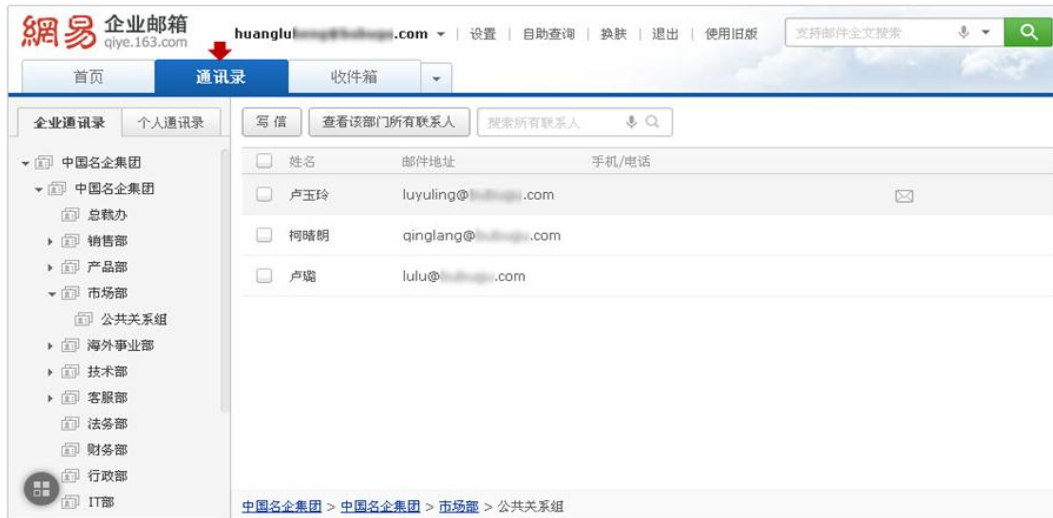 網易 企业邮箱
qiye.163.com
huanglu .com | 设置 | 自助查询 | 换肤 | 退出 | 使用旧版
支持邮件全文搜索
首页 通讯录 收件箱
企业通讯录 个人通讯录
写信 查看该部门所有联系人 搜索所有联系人
中国名企集团
中国名企集团
总裁办
销售部
产品部
市场部
公共关系组
海外事业部
技术部
客服部
法务部
财务部
行政部
IT部
姓名 邮件地址 手机/电话
卢玉玲 luyuling@ .com
柯晴朗 qinglang@ .com
卢璐 lulu@ .com
中国名企集团 > 中国名企集团 > 市场部 > 公共关系组